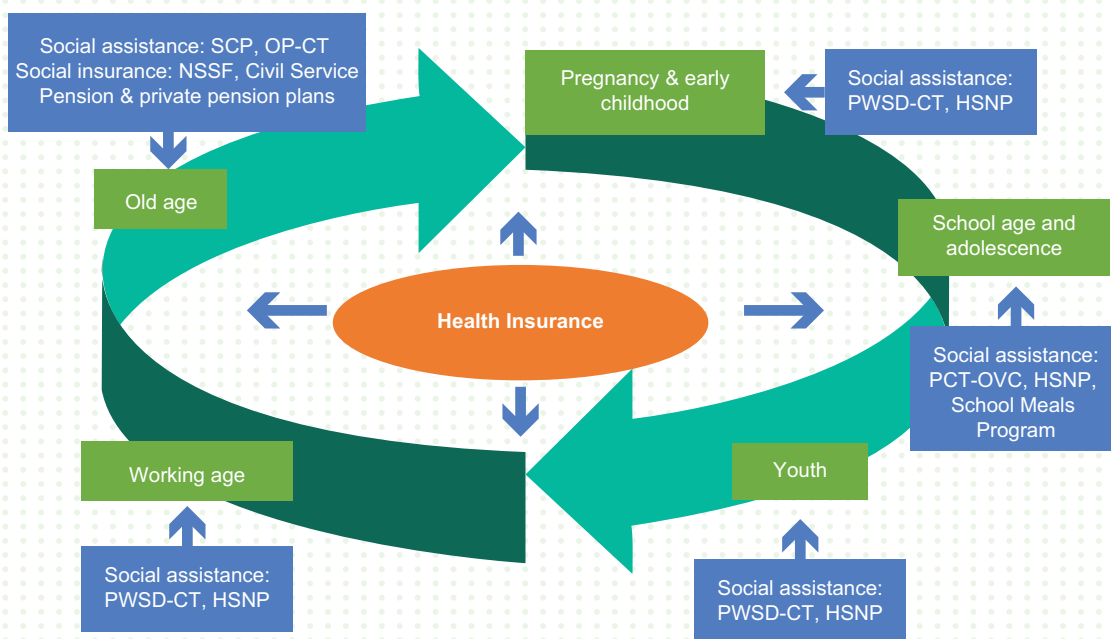 Social assistance: SCP, OP-CT
Social insurance: NSSF, Civil Service
Pension & private pension plans
Pregnancy & early
childhood
Social assistance:
PWSD-CT, HSNP
Old age
School age and
adolescence
Health Insurance
Social assistance:
PCT-OVC, HSNP,
School Meals
Program
Working age
Youth
Social assistance:
PWSD-CT, HSNP
Social assistance:
PWSD-CT, HSNP